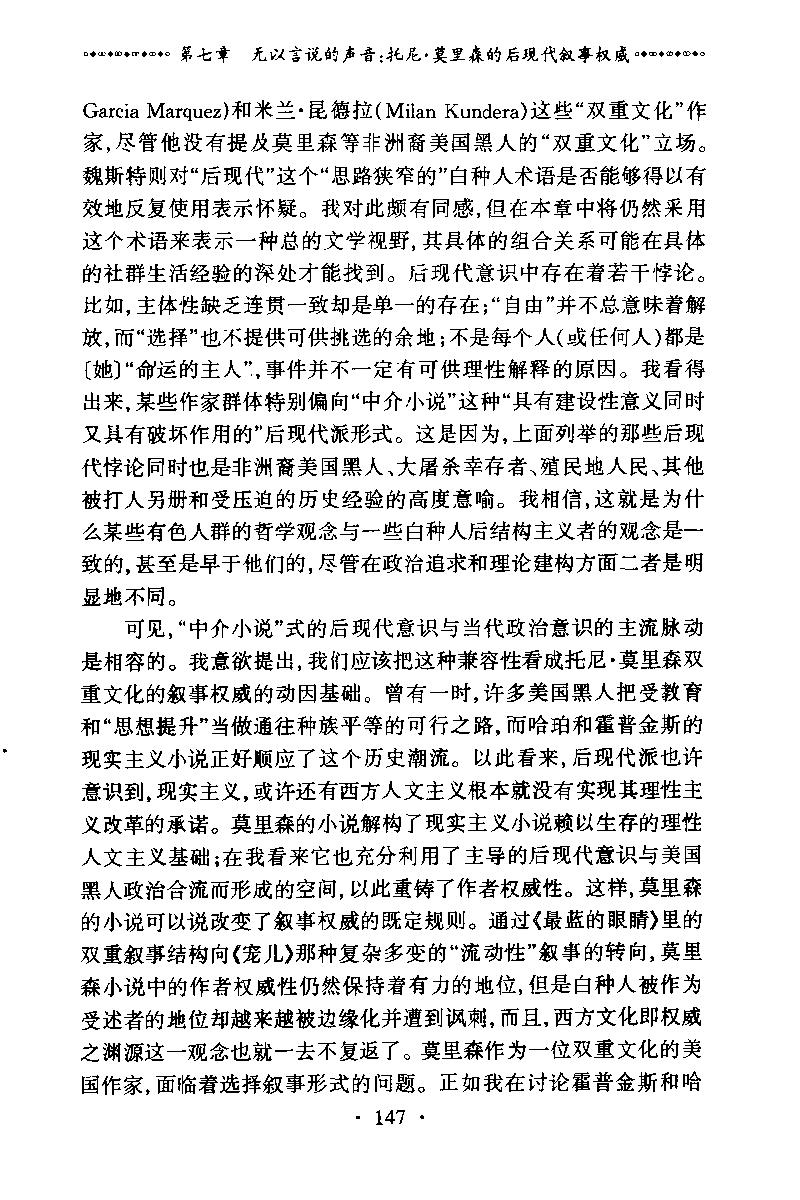 第七章 无以言说的声音:托尼·莫里森的后现代叙事权威
Garcia Marquez)和米兰·昆德拉(Milan Kundera)这些“双重文化”作
家,尽管他没有提及莫里森等非洲裔美国黑人的“双重文化”立场。
魏斯特则对“后现代”这个“思路狭窄的”白种人术语是否能够得以有
效地反复使用表示怀疑。我对此颇有同感,但在本章中将仍然采用
这个术语来表示一种总的文学视野,其具体的组合关系可能在具体
的社群生活经验的深处才能找到。后现代意识中存在着若干悖论。
比如,主体性缺乏连贯一致却是单一的存在;“自由”并不总意味着解
放,而“选择”也不提供可供挑选的余地;不是每个人(或任何人)都是
〔她〕“命运的主人”,事件并不一定有可供理性解释的原因。我看得
出来,某些作家群体特别偏向“中介小说”这种“具有建设性意义同时
又具有破坏作用的”后现代派形式。这是因为,上面列举的那些后现
代悖论同时也是非洲裔美国黑人、大屠杀幸存者、殖民地人民、其他
被打人另册和受压迫的历史经验的高度意喻。我相信,这就是为什
么某些有色人群的哲学观念与一些白种人后结构主义者的观念是一
致的,甚至是早于他们的,尽管在政治追求和理论建构方面二者是明
显地不同。
可见,“中介小说”式的后现代意识与当代政治意识的主流脉动
是相容的。我意欲提出,我们应该把这种兼容性看成托尼·莫里森双
重文化的叙事权威的动因基础。曾有一时,许多美国黑人把受教育
和“思想提升”当做通往种族平等的可行之路,而哈珀和霍普金斯的
现实主义小说正好顺应了这个历史潮流。以此看来,后现代派也许
意识到,现实主义,或许还有西方人文主义根本就没有实现其理性主
义改革的承诺。莫里森的小说解构了现实主义小说赖以生存的理性
人文主义基础;在我看来它也充分利用了主导的后现代意识与美国
黑人政治合流而形成的空间,以此重铸了作者权威性。这样,莫里森
的小说可以说改变了叙事权威的既定规则。通过《最蓝的眼睛》里的
双重叙事结构向《宠儿》那种复杂多变的“流动性”叙事的转向,莫里
森小说中的作者权威性仍然保持着有力的地位,但是白种人被作为
受述者的地位却越来越被边缘化并遭到讽刺,而且,西方文化即权威
之渊源这一观念也就一去不复返了。莫里森作为一位双重文化的美
国作家,面临着选择叙事形式的问题。正如我在讨论霍普金斯和哈
· 147 ·